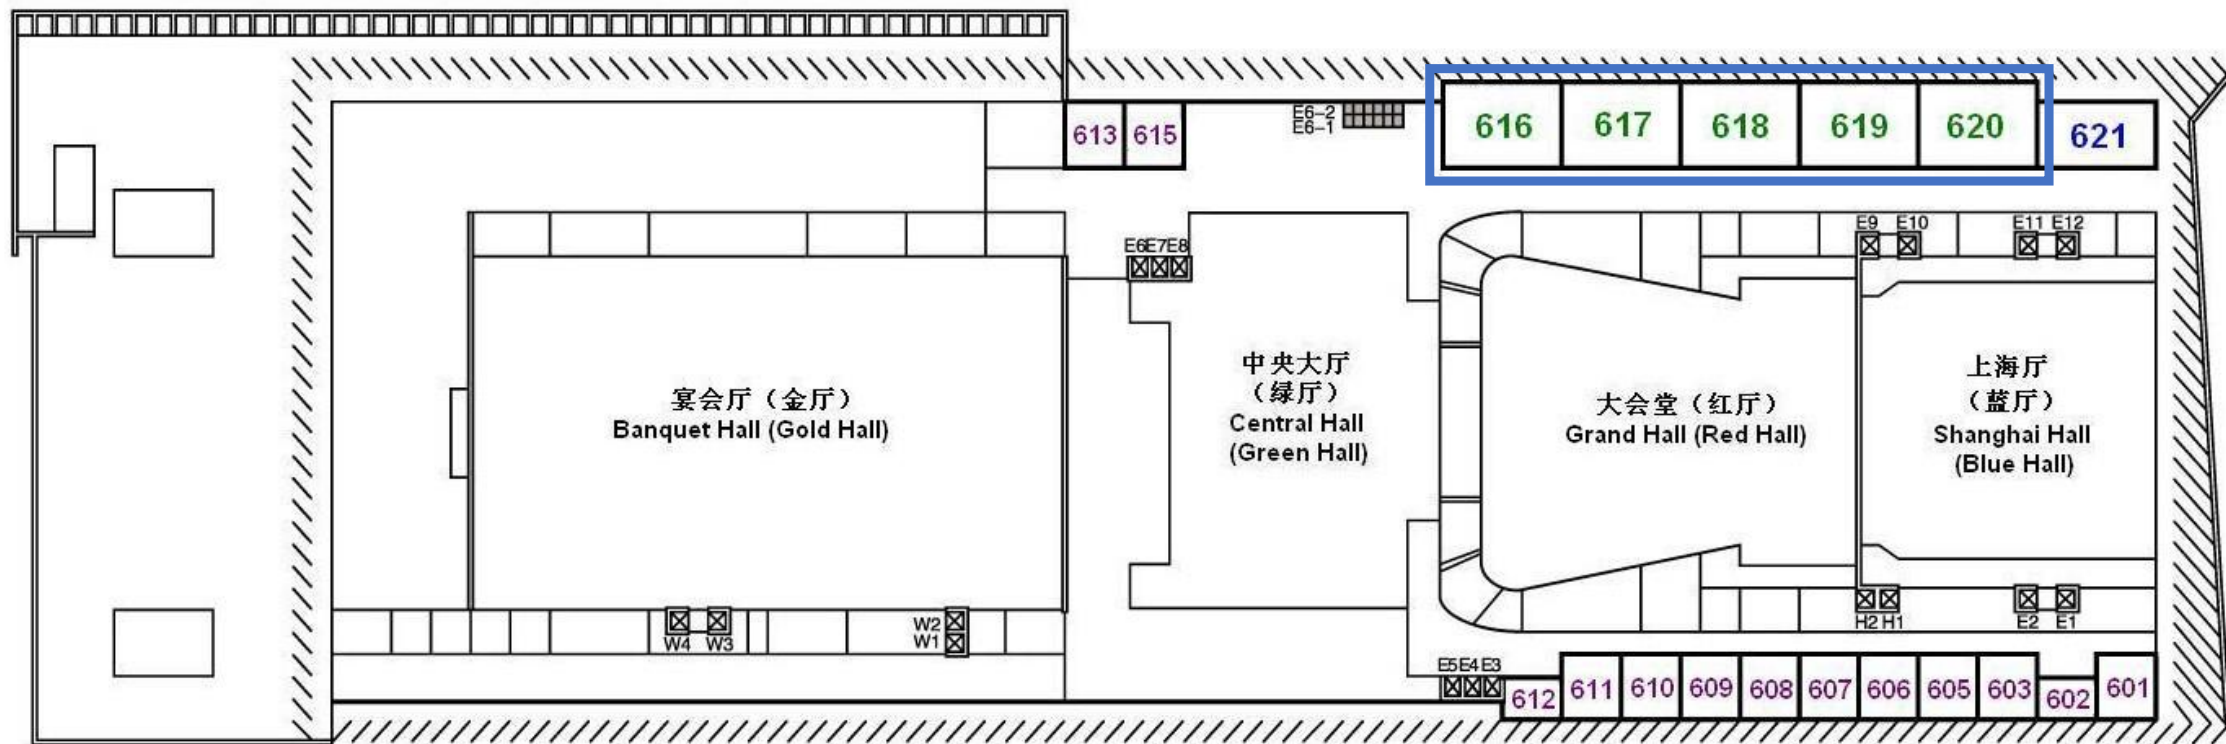 E6-2
E6-1
613
615
616
617
618
619
620
621
E6E7E8
E9
E10
E11
E12
宴会厅（金厅）
Banquet Hall (Gold Hall)
中央大厅
（绿厅）
Central Hall
(Green Hall)
大会堂（红厅）
Grand Hall (Red Hall)
上海厅
（蓝厅）
Shanghai Hall
(Blue Hall)
W4
W3
W2
W1
H2
H1
E2
E1
E5E4E3
612
611
610
609
608
607
606
605
603
602
601